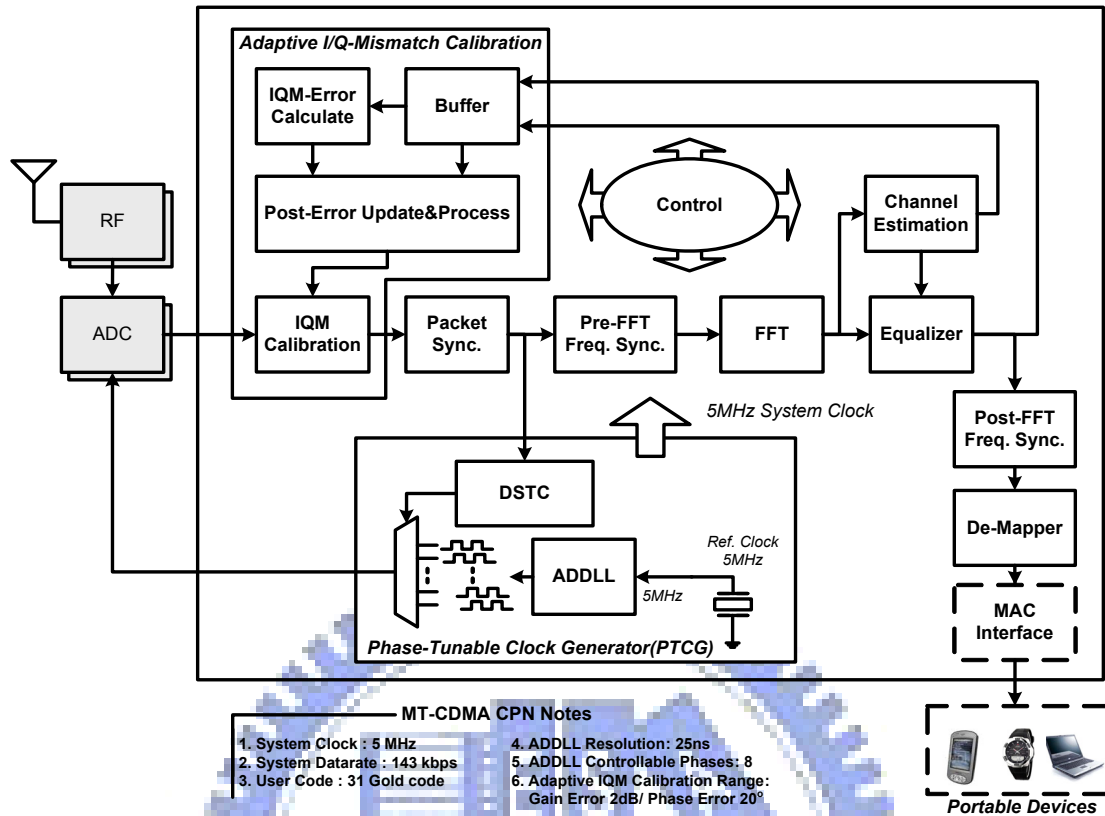 Adaptive I/Q-Mismatch Calibration
IQM-Error
Calculate
Buffer
Post-Error Update&Process
Control
Channel
Estimation
RF
ADC
IQM
Calibration
Packet
Sync.
Pre-FFT
Freq. Sync.
FFT
Equalizer
5MHz System Clock
Post-FFT
Freq. Sync.
DSTC
De-Mapper
Ref. Clock
5MHz
ADDLL
5MHz
MAC
Interface
Phase-Tunable Clock Generator(PTCG)
MT-CDMA CPN Notes
1. System Clock : 5 MHz
2. System Datarate : 143 kbps
3. User Code : 31 Gold code
4. ADDLL Resolution: 25ns
5. ADDLL Controllable Phases: 8
6. Adaptive IQM Calibration Range:
Gain Error 2dB/ Phase Error 20°
Portable Devices